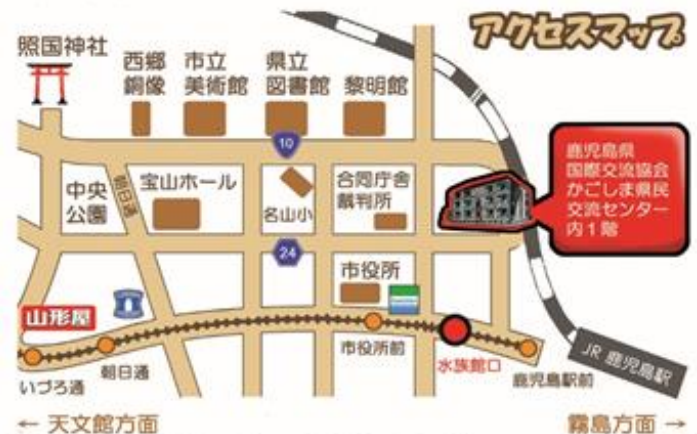 アクセスマップ
照国神社
西郷
銅像
市立
美術館
県立
図書館
黎明館
10
鹿児島県
国際交流協会
かごしま県民
交流センター
内1階
中央
公園
朝日通
宝山ホール
名山小
合同庁舎
裁判所
24
市役所
山形屋
いづろ通
朝日通
市役所前
水族館口
鹿児島駅前
JR 鹿児島駅
← 天文館方面
霧島方面 →